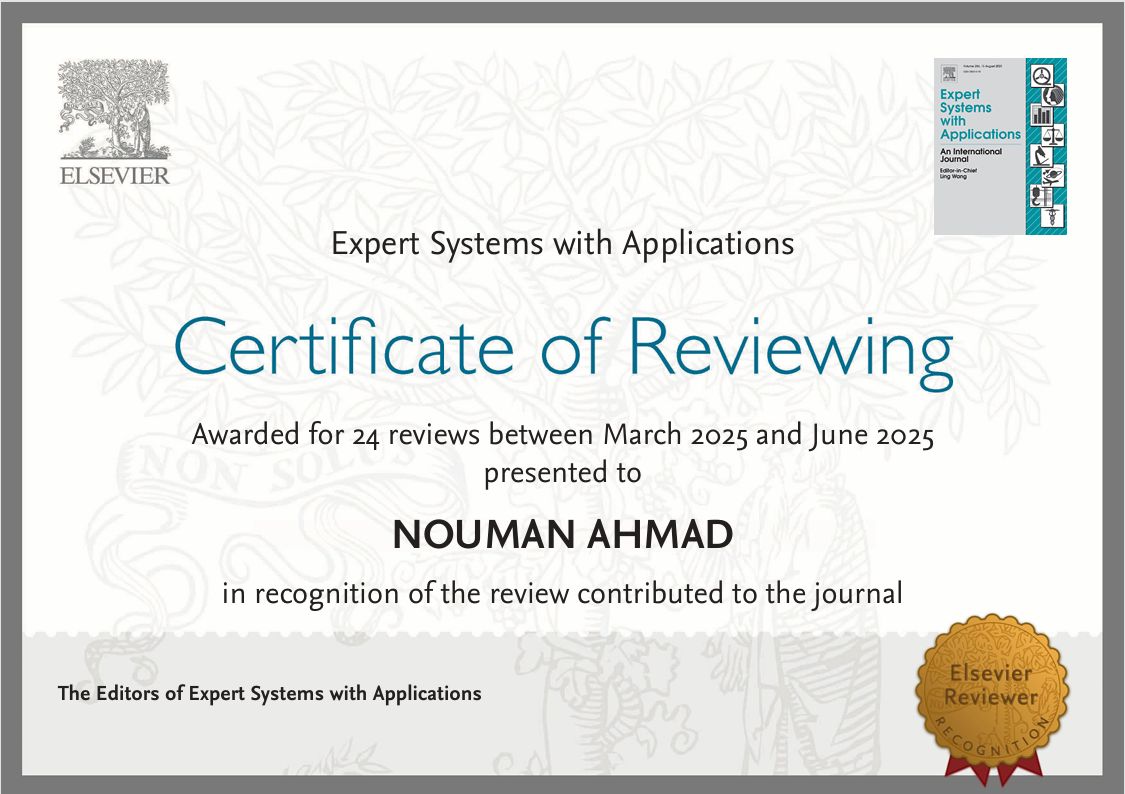 ELSEVIER
Expert
Systems
with
Applications
An International
Journal
Editor-in-Chief
Ling Wang
Expert Systems with Applications
Certificate of Reviewing
Awarded for 24 reviews between March 2025 and June 2025
presented to
NON SOLUS
NOUMAN AHMAD
in recognition of the review contributed to the journal
The Editors of Expert Systems with Applications
Elsevier
Reviewer
RECOGNITION